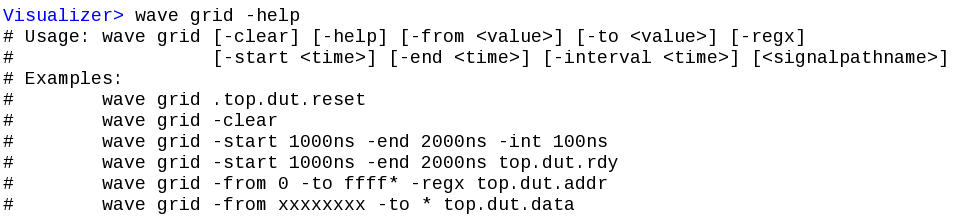 Visualizer> wave grid -help
# Usage: wave grid [-clear] [-help] [-from <value>] [-to <value>] [-regx]
#                  [-start <time>] [-end <time>] [-interval <time>] [<signalpathname>]
# Examples:
#        wave grid .top.dut.reset
#        wave grid -clear
#        wave grid -start 1000ns -end 2000ns -int 100ns
#        wave grid -start 1000ns -end 2000ns top.dut.rdy
#        wave grid -from 0 -to ffff* -regx top.dut.addr
#        wave grid -from xxxxxxxx -to * top.dut.data